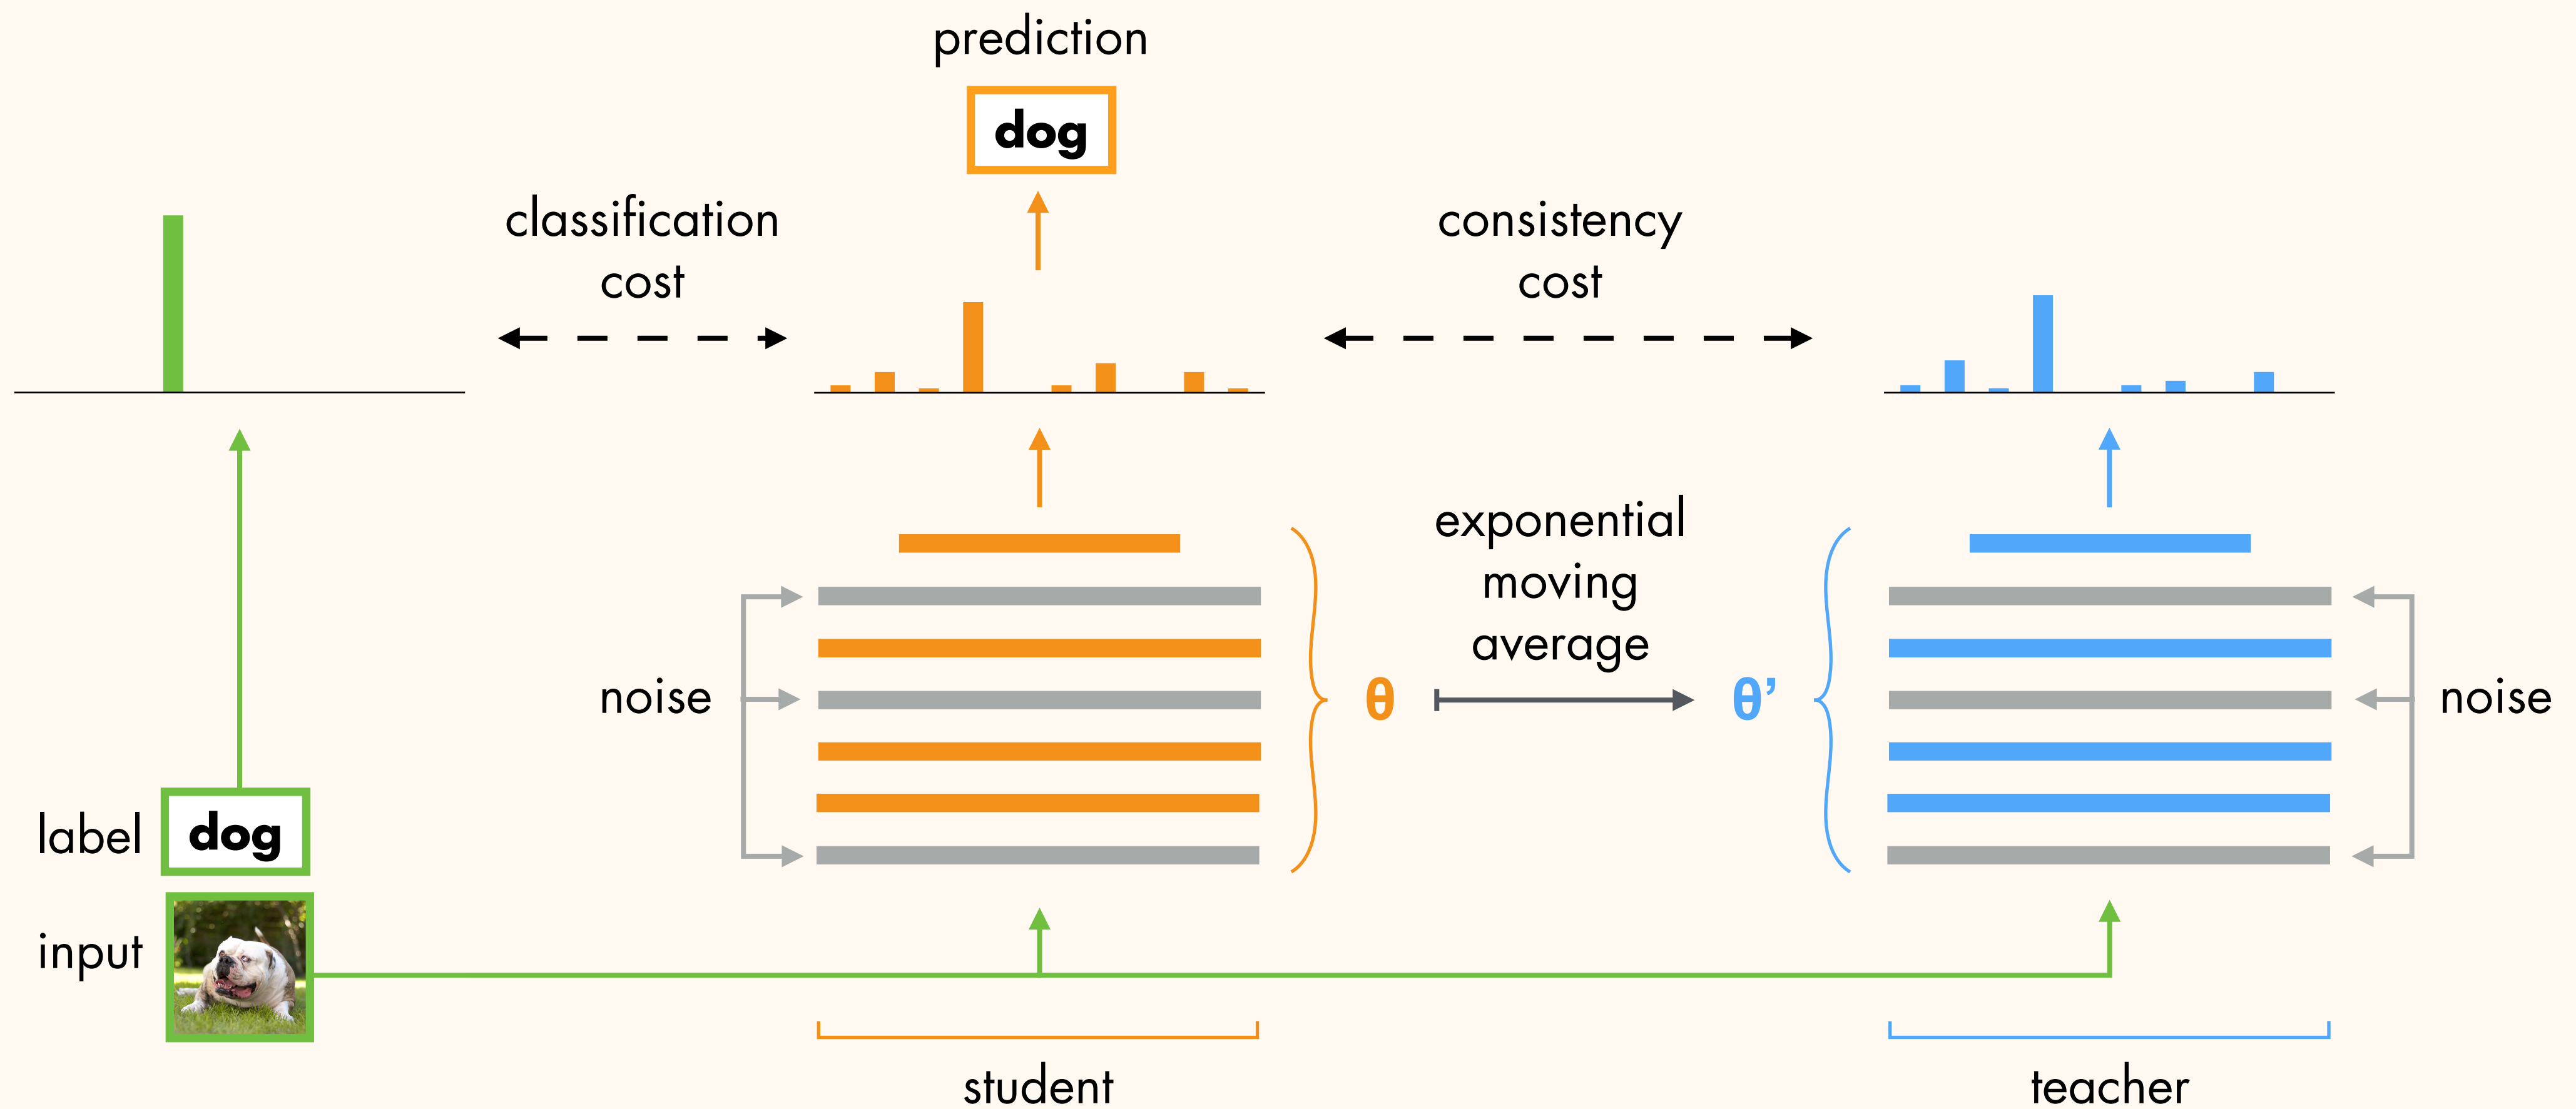 prediction
dog
classification
cost
consistency
cost
exponential
moving
average
noise
θ
θ’
noise
label
dog
input
student
teacher